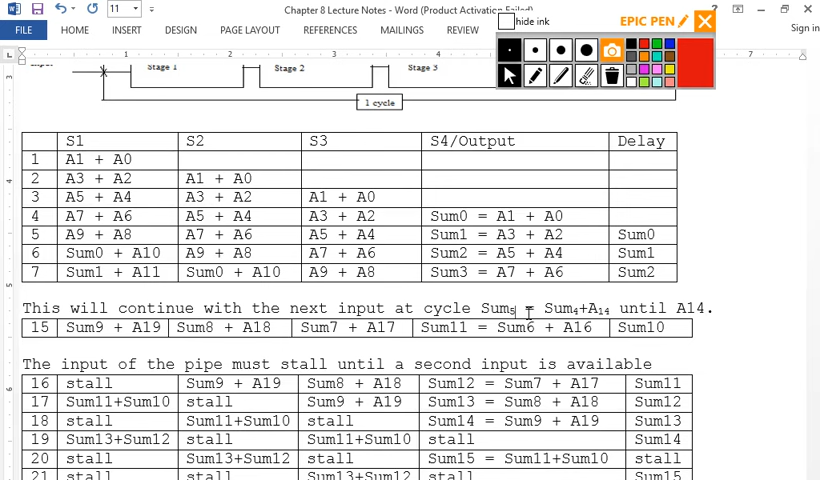 11
Chapter 8 Lecture Notes - Word (Product Activation Failed)
? 
hide ink
EPIC PEN
Sign in
FILE HOME INSERT DESIGN PAGE LAYOUT REFERENCES MAILINGS REVIEW
7
3
Stage 1 Stage 2 Stage 3
1 cycle
S1 S2 S3 S4/Output Delay
1 A1 + A0
2 A3 + A2 A1 + A0
3 A5 + A4 A3 + A2 A1 + A0
4 A7 + A6 A5 + A4 A3 + A2 Sum0 = A1 + A0
5 A9 + A8 A7 + A6 A5 + A4 Sum1 = A3 + A2 Sum0
6 Sum0 + A10 A9 + A8 A7 + A6 Sum2 = A5 + A4 Sum1
7 Sum1 + A11 Sum0 + A10 A9 + A8 Sum3 = A7 + A6 Sum2
This will continue with the next input at cycle Sum5 = Sum4+A14 until A14.
15 Sum9 + A19 Sum8 + A18 Sum7 + A17 Sum11 = Sum6 + A16 Sum10
The input of the pipe must stall until a second input is available
16 stall Sum9 + A19 Sum8 + A18 Sum12 = Sum7 + A17 Sum11
17 Sum11+Sum10 stall Sum9 + A19 Sum13 = Sum8 + A18 Sum12
18 stall Sum11+Sum10 stall Sum14 = Sum9 + A19 Sum13
19 Sum13+Sum12 stall Sum11+Sum10 stall Sum14
20 stall Sum13+Sum12 stall Sum15 = Sum11+Sum10 stall
21 stall stall Sum13+Sum12 Sum15